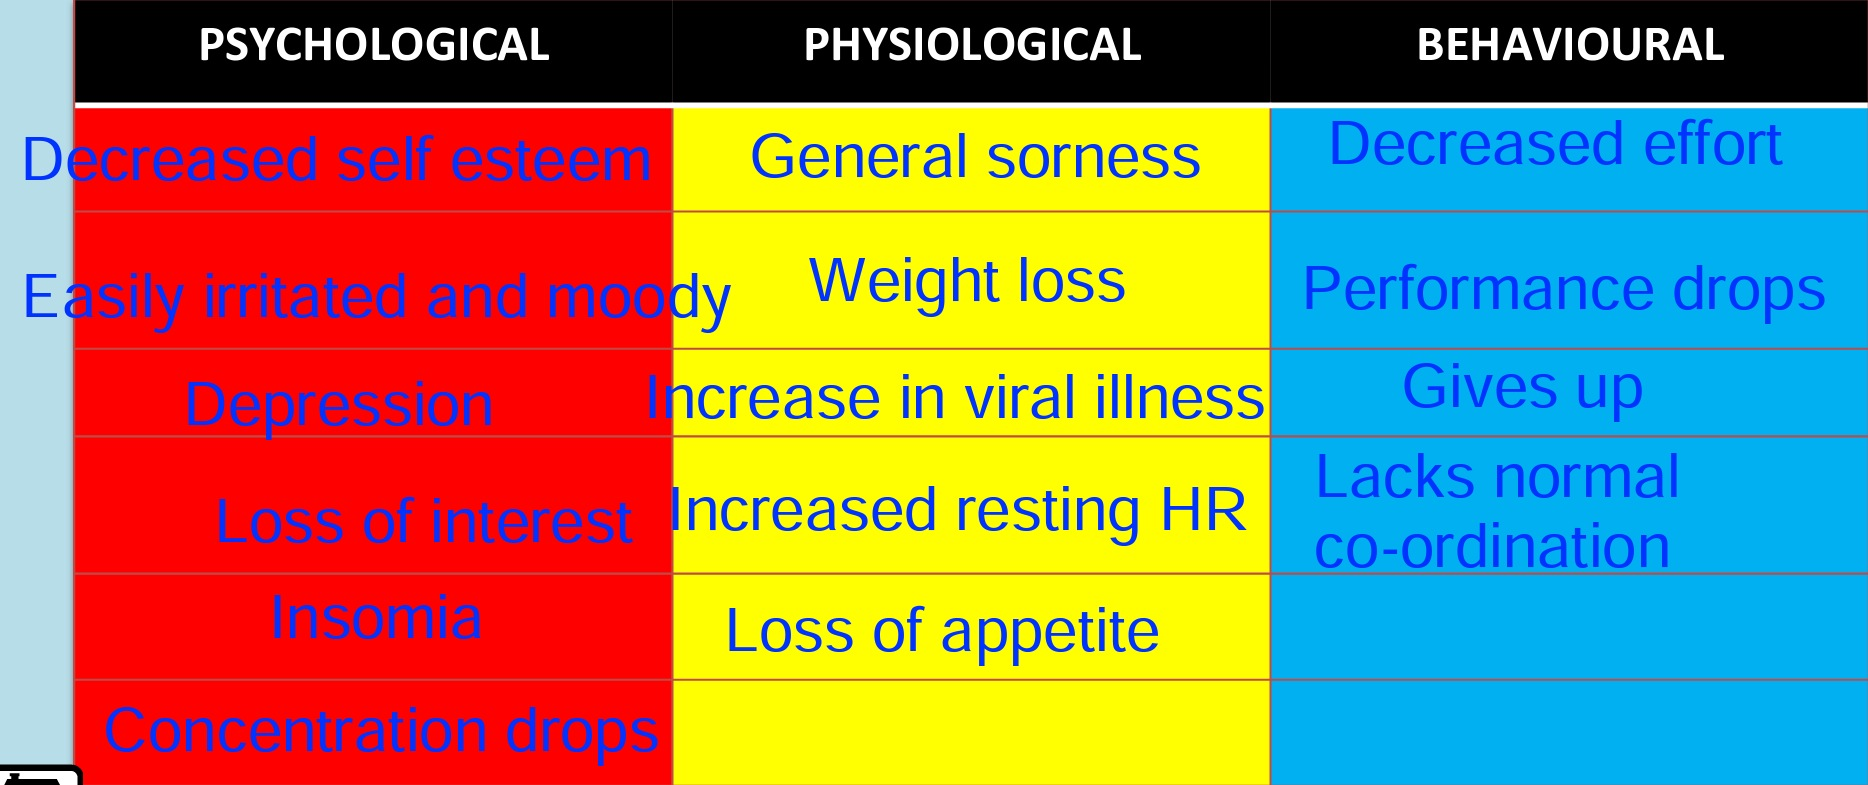 PSYCHOLOGICAL PHYSIOLOGICAL BEHAVIOURAL
Decreased self esteem General sorness Decreased effort
Easily irritated and moody Weight loss Performance drops
Depression Increase in viral illness Gives up
Loss of interest Increased resting HR Lacks normal
co-ordination
Insomia Loss of appetite
Concentration drops